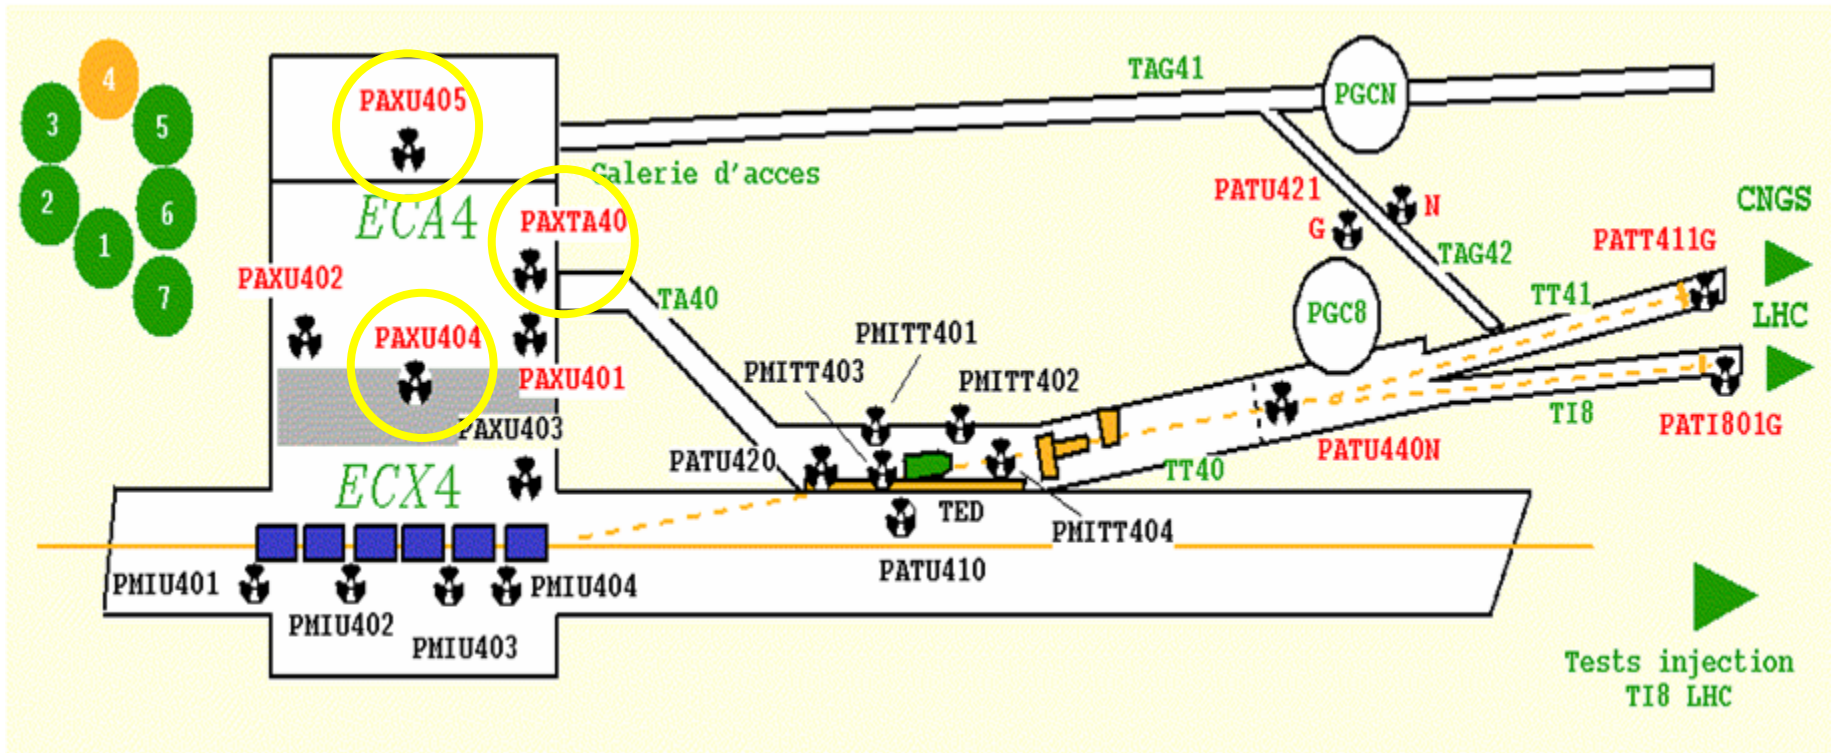 4
3
5
2
6
1
7
PAXU405
TAG41
PGCN
Galerie d'acces
ECA4
PAXTA40
PATU421
N
G
CNGS
PATT411G
TAG42
PAXU402
TA40
TT41
LHC
PGC8
PAXU404
PMITT401
PMITT403
PMITT402
PAXU401
TI8
PATI801G
PAXU403
PATU420
PATU440N
TT40
ECX4
TED
PMITT404
PATU410
PMIU401
PMIU404
PMIU402
PMIU403
Tests injection
TI8 LHC